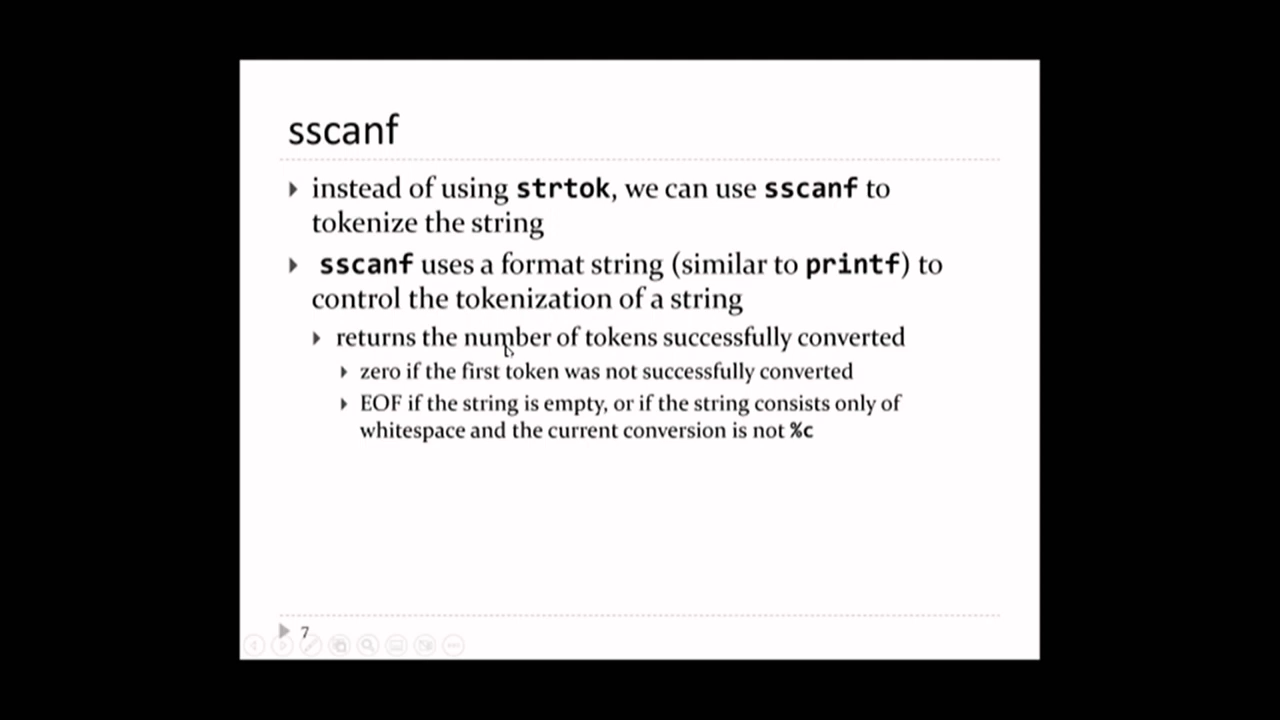 sscanf
instead of using strtok, we can use sscanf to
tokenize the string
sscanf uses a format string (similar to printf) to
control the tokenization of a string
returns the number of tokens successfully converted
zero if the first token was not successfully converted
EOF if the string is empty, or if the string consists only of
whitespace and the current conversion is not %c
7